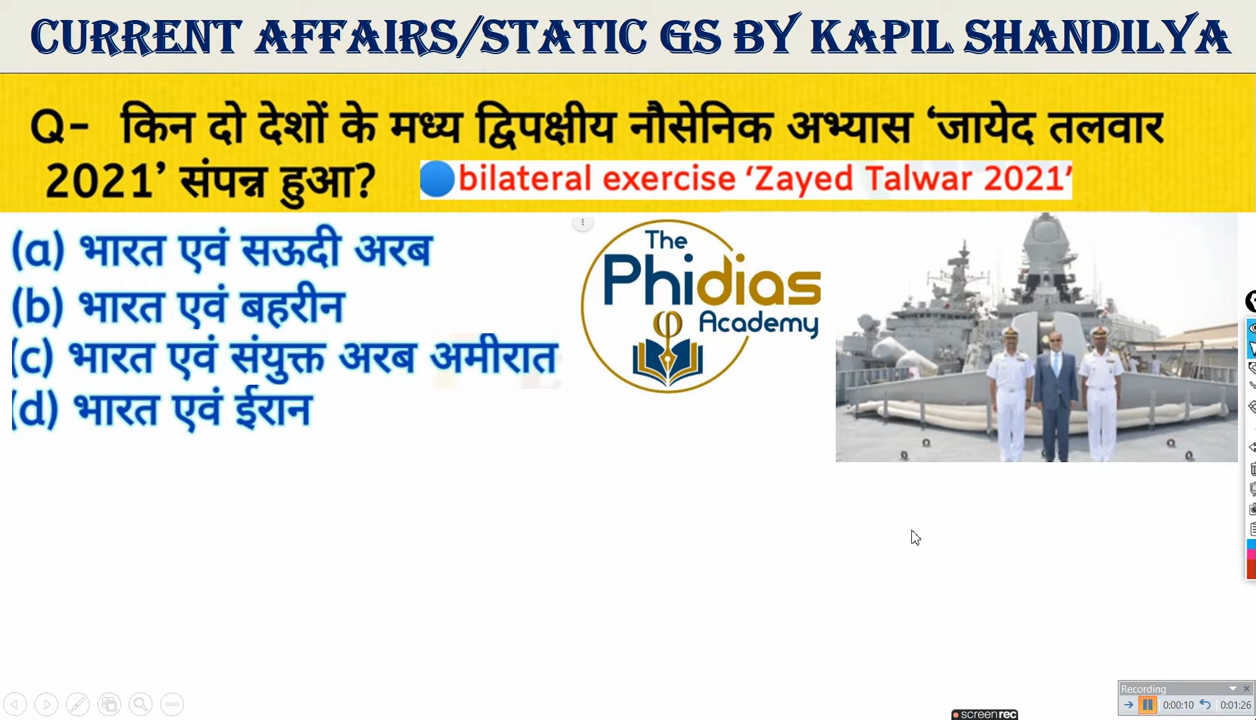 CURRENT AFFAIRS/STATIC GS BY KAPIL SHANDILYA
Q- किन दो देशों के मध्य द्विपक्षीय नौसेनिक अभ्यास ‘जायेद तलवार
2021’ संपन्न हुआ? bilateral exercise ‘Zayed Talwar 2021’
(a) भारत एवं सऊदी अरब
(b) भारत एवं बहरीन
(c) भारत एवं संयुक्त अरब अमीरात
(d) भारत एवं ईरान
The
Phidias
Academy
Recording
0:00:10 0:01:26
screenrec